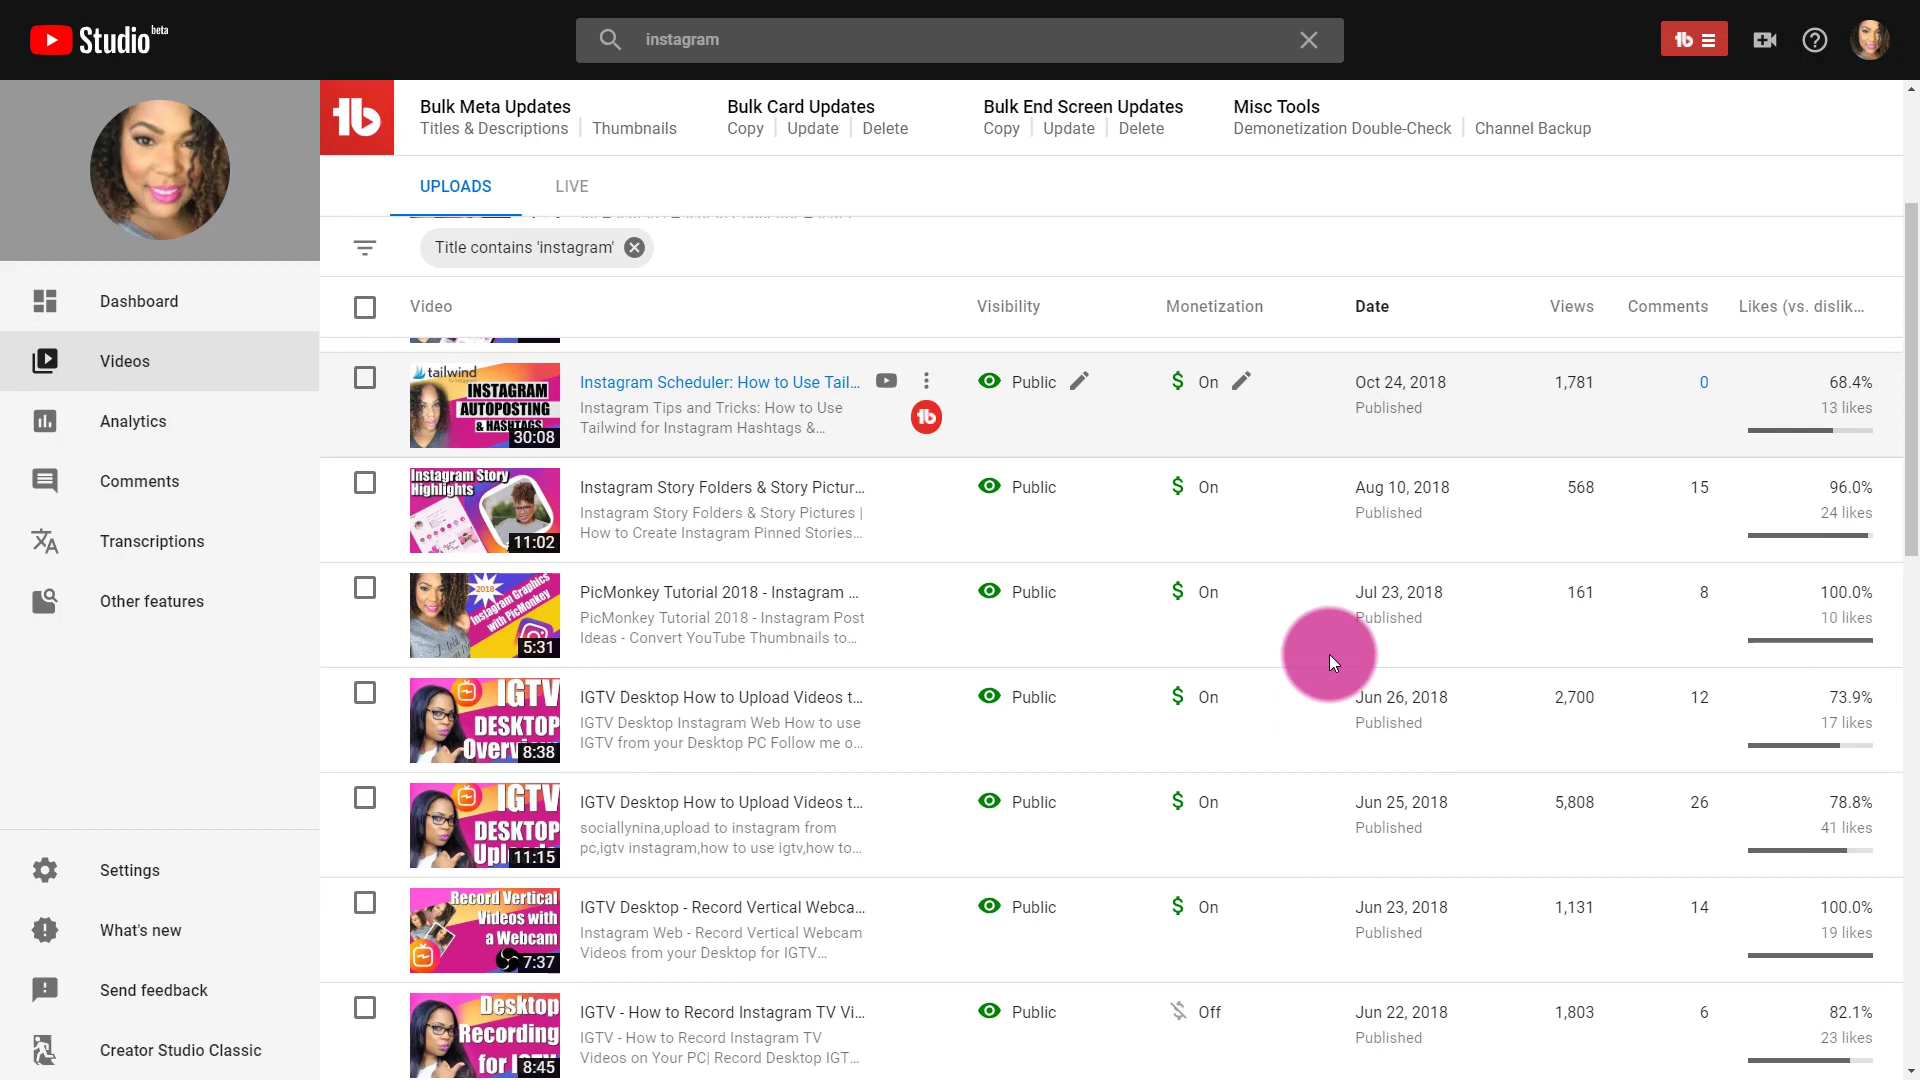 Studio beta
instagram
tb
tb
Bulk Meta Updates
Titles & Descriptions
Thumbnails
Bulk Card Updates
Copy
Update
Delete
Bulk End Screen Updates
Copy
Update
Delete
Misc Tools
Demonetization Double-Check
Channel Backup
UPLOADS
LIVE
Title contains 'instagram'
Dashboard
Videos
Analytics
Comments
Transcriptions
Other features
Settings
What's new
Send feedback
Creator Studio Classic
Video
Visibility
Monetization
Date
Views
Comments
Likes (vs. dislik...
tailwind
INSTAGRAM
AUTOPOSTING
& HASHTAGS
30:08
Instagram Scheduler: How to Use Tail...
Instagram Tips and Tricks: How to Use
Tailwind for Instagram Hashtags &...
tb
Public
On
Oct 24, 2018
Published
1,781
0
68.4%
13 likes
Instagram Story
Highlights
11:02
Instagram Story Folders & Story Pictur...
Instagram Story Folders & Story Pictures |
How to Create Instagram Pinned Stories...
Public
On
Aug 10, 2018
Published
568
15
96.0%
24 likes
2018
Instagram Graphics
with PicMonkey
5:31
PicMonkey Tutorial 2018 - Instagram ...
PicMonkey Tutorial 2018 - Instagram Post
Ideas - Convert YouTube Thumbnails to...
Public
On
Jul 23, 2018
Published
161
8
100.0%
10 likes
IGTV
DESKTOP
Overv
8:38
IGTV Desktop How to Upload Videos t...
IGTV Desktop Instagram Web How to use
IGTV from your Desktop PC Follow me o...
Public
On
Jun 26, 2018
Published
2,700
12
73.9%
17 likes
IGTV
DESKTOP
Upl
11:15
IGTV Desktop How to Upload Videos t...
sociallynina,upload to instagram from
pc,igtv instagram,how to use igtv,how to...
Public
On
Jun 25, 2018
Published
5,808
26
78.8%
41 likes
Record Vertical
Videos with
a Webcam
7:37
IGTV Desktop - Record Vertical Webca...
Instagram Web - Record Vertical Webcam
Videos from your Desktop for IGTV...
Public
On
Jun 23, 2018
Published
1,131
14
100.0%
19 likes
Desktop
Recording
for IGTV
8:45
IGTV - How to Record Instagram TV Vi...
IGTV - How to Record Instagram TV
Videos on Your PC| Record Desktop IGT...
Public
Off
Jun 22, 2018
Published
1,803
6
82.1%
23 likes